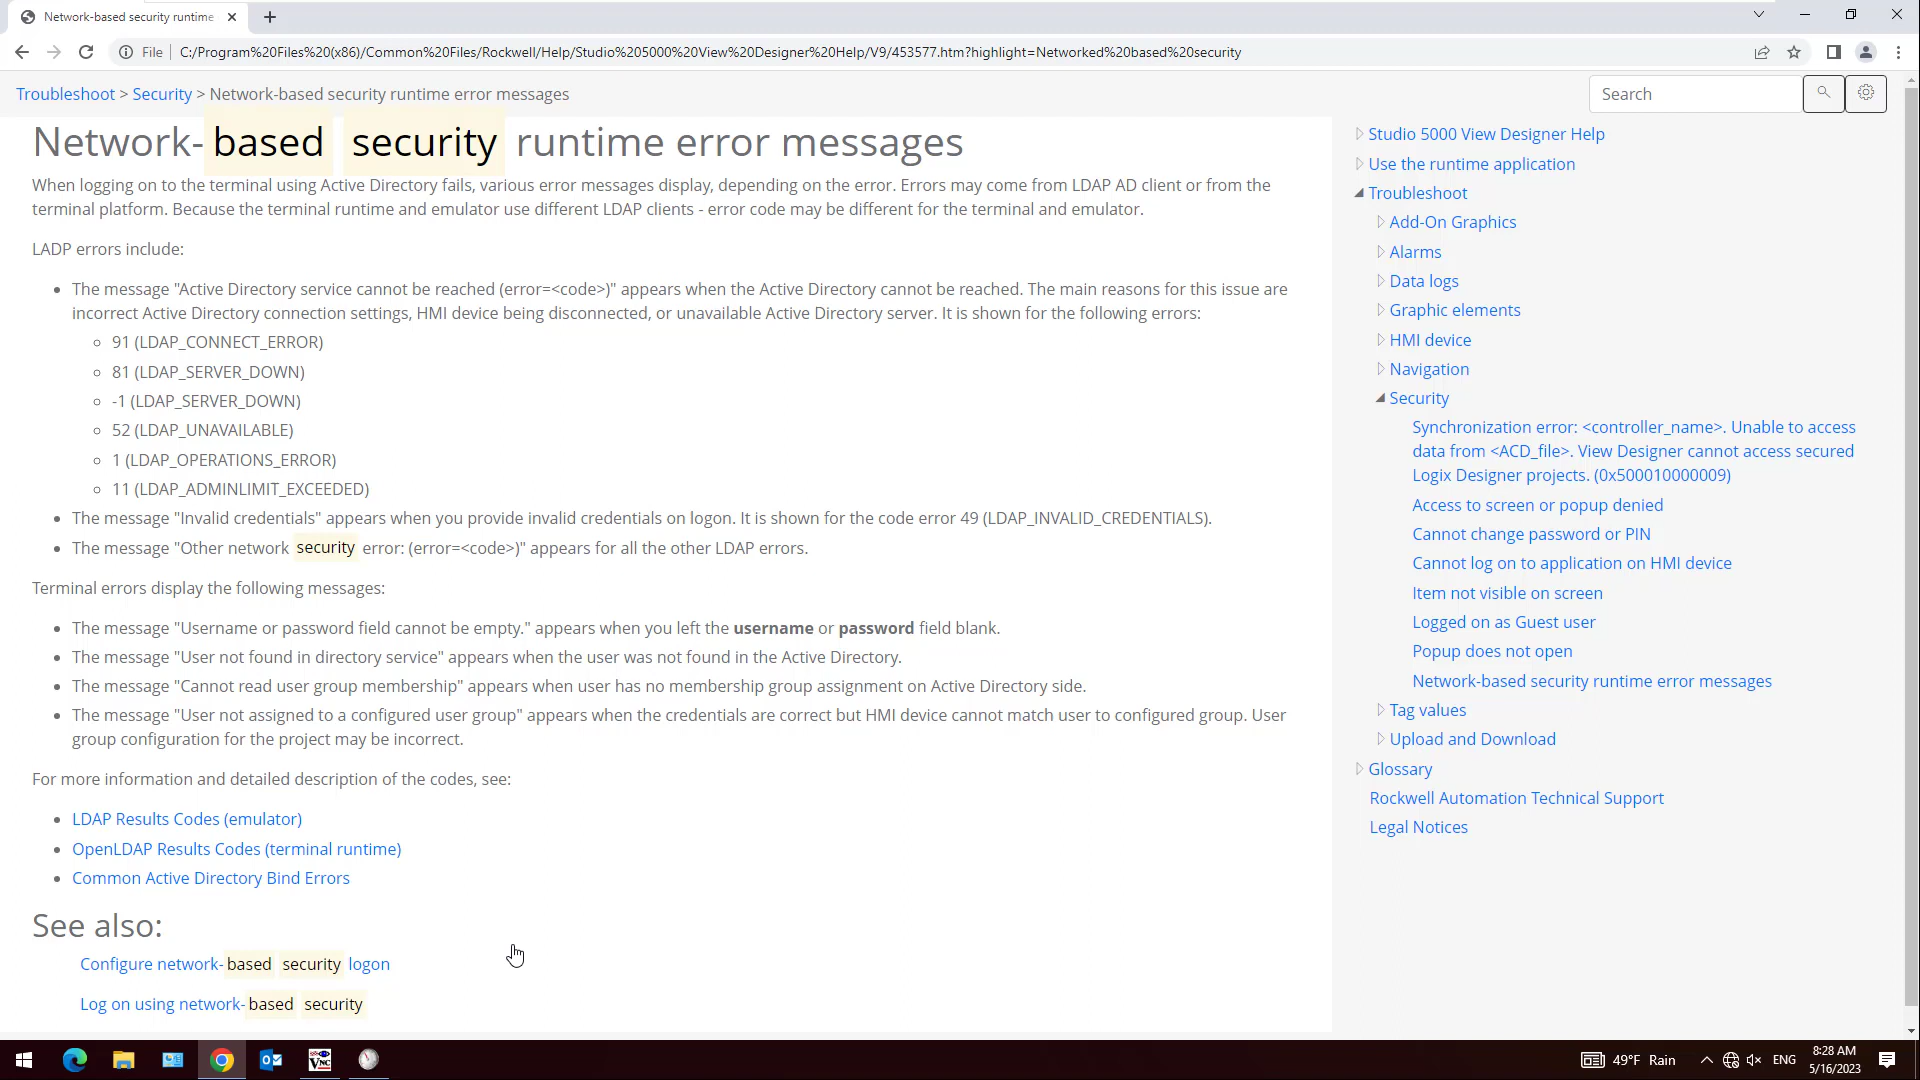 Network-based security runtime
File | C:/Program%20Files%20(x86)/Common%20Files/Rockwell/Help/Studio%205000%20View%20Designer%20Help/V9/453577.htm?highlight=Networked%20based%20security
Troubleshoot > Security > Network-based security runtime error messages
Search
Network-based security runtime error messages
When logging on to the terminal using Active Directory fails, various error messages display, depending on the error. Errors may come from LDAP AD client or from the
terminal platform. Because the terminal runtime and emulator use different LDAP clients - error code may be different for the terminal and emulator.
LADP errors include:
• The message "Active Directory service cannot be reached (error=<code>)" appears when the Active Directory cannot be reached. The main reasons for this issue are
incorrect Active Directory connection settings, HMI device being disconnected, or unavailable Active Directory server. It is shown for the following errors:
◦ 91 (LDAP_CONNECT_ERROR)
◦ 81 (LDAP_SERVER_DOWN)
◦ -1 (LDAP_SERVER_DOWN)
◦ 52 (LDAP_UNAVAILABLE)
◦ 1 (LDAP_OPERATIONS_ERROR)
◦ 11 (LDAP_ADMINLIMIT_EXCEEDED)
• The message "Invalid credentials" appears when you provide invalid credentials on logon. It is shown for the code error 49 (LDAP_INVALID_CREDENTIALS).
• The message "Other network security error: (error=<code>)" appears for all the other LDAP errors.
Terminal errors display the following messages:
• The message "Username or password field cannot be empty." appears when you left the username or password field blank.
• The message "User not found in directory service" appears when the user was not found in the Active Directory.
• The message "Cannot read user group membership" appears when user has no membership group assignment on Active Directory side.
• The message "User not assigned to a configured user group" appears when the credentials are correct but HMI device cannot match user to configured group. User
group configuration for the project may be incorrect.
For more information and detailed description of the codes, see:
• LDAP Results Codes (emulator)
• OpenLDAP Results Codes (terminal runtime)
• Common Active Directory Bind Errors
See also:
Configure network-based security logon
Log on using network-based security
Studio 5000 View Designer Help
Use the runtime application
Troubleshoot
Add-On Graphics
Alarms
Data logs
Graphic elements
HMI device
Navigation
Security
Synchronization error: <controller_name>. Unable to access
data from <ACD_file>. View Designer cannot access secured
Logix Designer projects. (0x500010000009)
Access to screen or popup denied
Cannot change password or PIN
Cannot log on to application on HMI device
Item not visible on screen
Logged on as Guest user
Popup does not open
Network-based security runtime error messages
Tag values
Upload and Download
Glossary
Rockwell Automation Technical Support
Legal Notices
49°F Rain
ENG
8:28 AM
5/16/2023